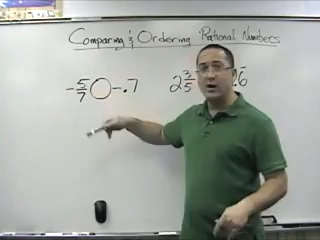 Comparing & Ordering Rational Numbers
-5/7 ○ -.7 2 3/5 .6̅